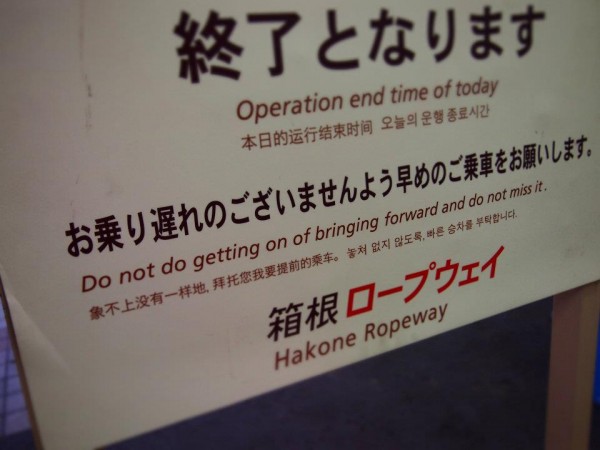 終了となります
Operation end time of today
本日的运行结束时间 오늘의 운행 종료시간
お乗り遅れのございませんよう早めのご乗車をお願いします。
Do not do getting on of bringing forward and do not miss it.
象不上没有一样地, 拜托您我要提前的乘车。 놓쳐 없지 않도록, 빠른 승차를 부탁합니다.
箱根 ロープウェイ
Hakone Ropeway